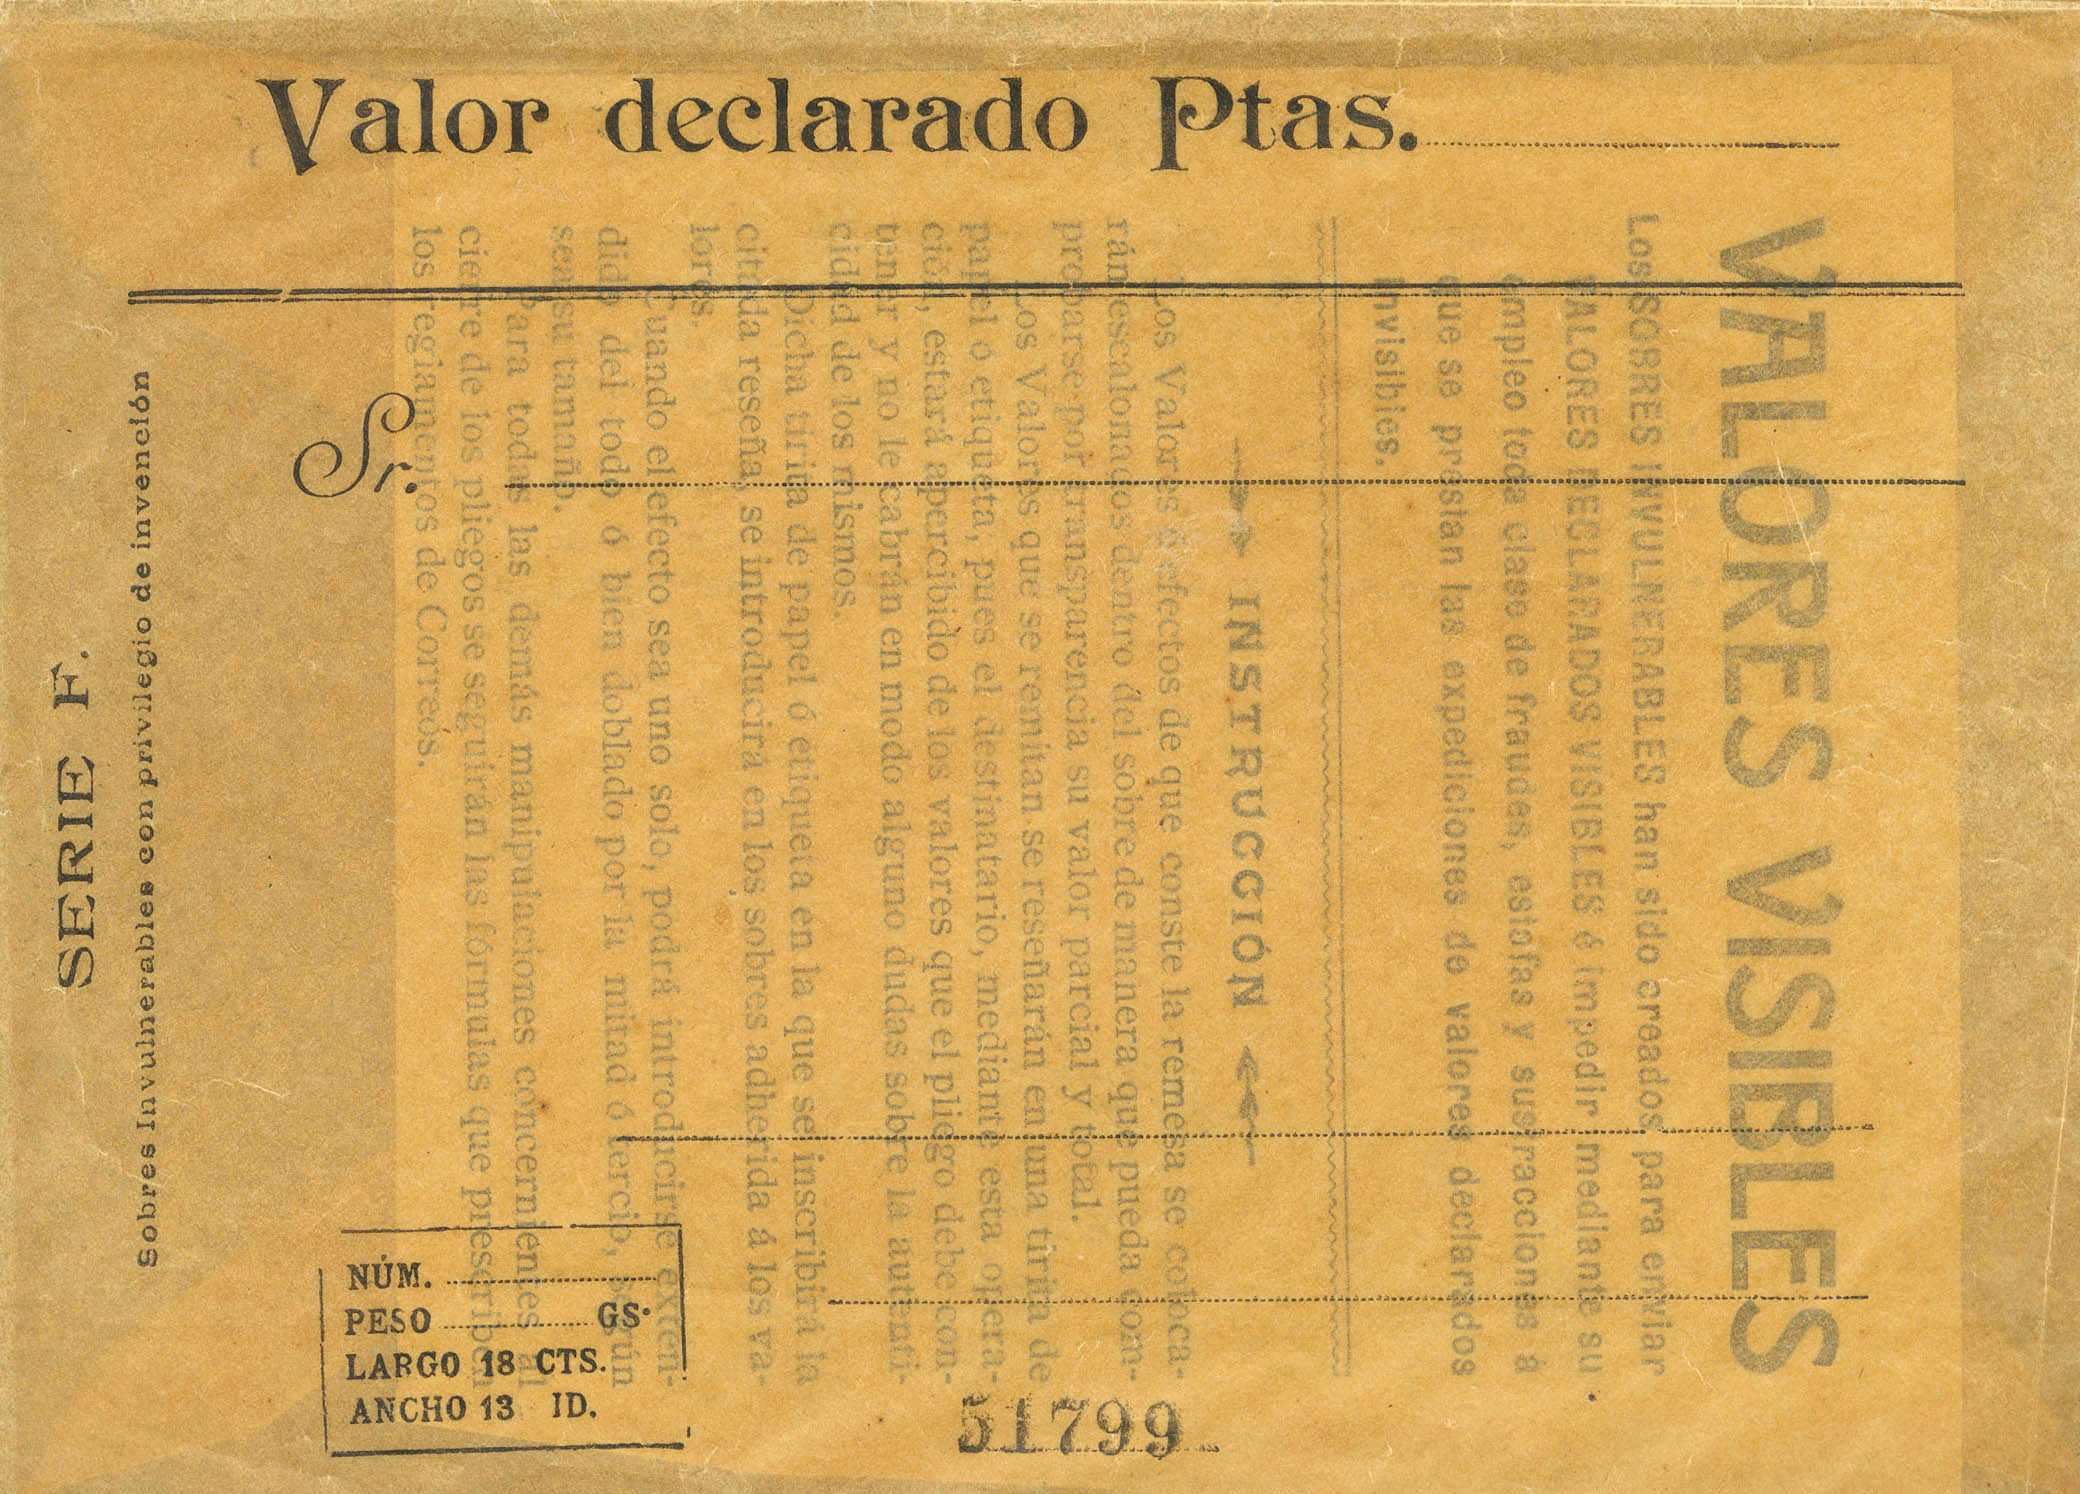 Valor declarado Ptas.
Sr.
SERIE F.
Sobres Invulnerables con privilegio de invención
NÚM.
PESO GS.
LARGO 18 CTS.
ANCHO 13 ID.
51799
VALORES VISIBLES
Los SOBRES INVULNERABLES han sido creados para enviar
VALORES DECLARADOS VISIBLES é impedir mediante su
empleo toda clase de fraudes, estafas y sustracciones á
que se prestan las expediciones de valores declarados
invisibles.
INSTRUCCIÓN
Los Valores ó efectos de que conste la remesa se coloca-
rán escalonados dentro del sobre de manera que pueda com-
probarse por transparencia su valor parcial y total.
Los Valores que se remitan se reseñarán en una tirita de
papel ó etiqueta, pues el destinatario, mediante esta opera-
ción, estará apercibido de los valores que el pliego debe con-
tener y no le cabrán en modo alguno dudas sobre la autenti-
cidad de los mismos.
Dicha tirita de papel ó etiqueta en la que se inscribirá la
citada reseña, se introducirá en los sobres adherida á los va-
lores.
Cuando el efecto sea uno solo, podrá introducirse exten-
dido del todo ó bien doblado por la mitad ó tercio, según
sea su tamaño.
Para todas las demás manipulaciones concernientes al
cierre de los pliegos se seguirán las fórmulas que prescriben
los reglamentos de Correos.